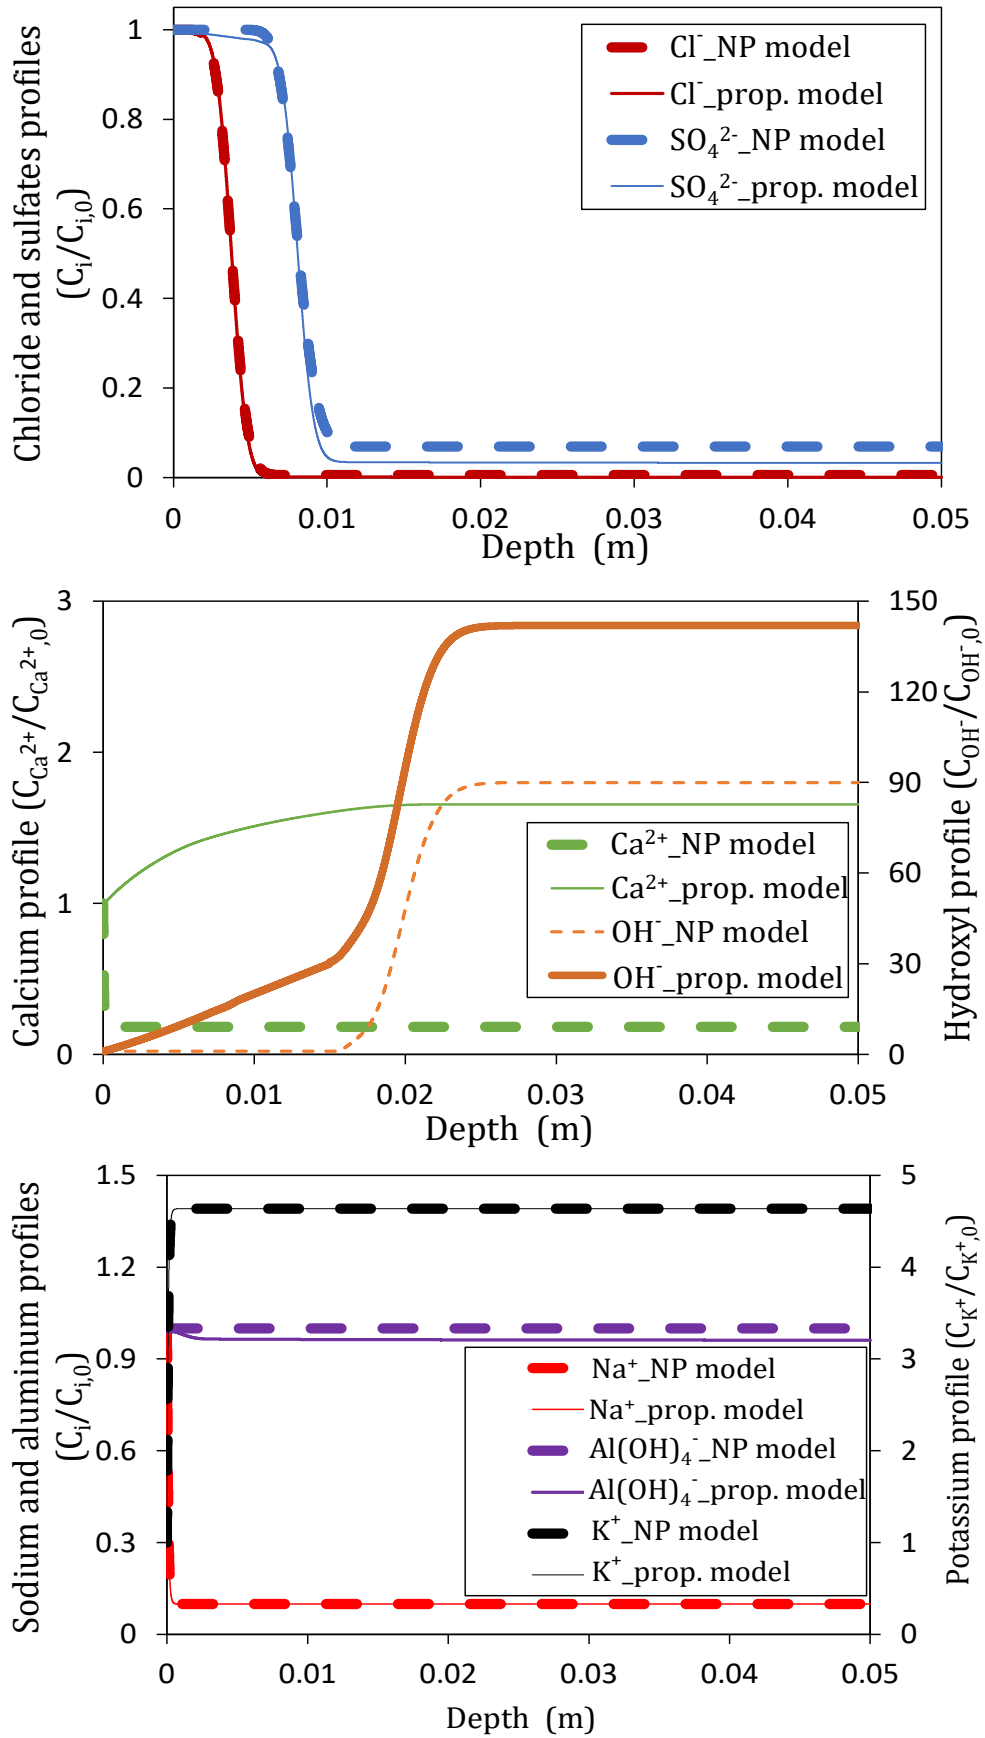 Chloride and sulfates profiles
(Cᵢ/Cᵢ,₀)
1
0.8
0.6
0.4
0.2
0
Cl⁻_NP model
Cl⁻_prop. model
SO₄²⁻_NP model
SO₄²⁻_prop. model
0 0.01 0.02 0.03 0.04 0.05
Depth (m)
Calcium profile (C_Ca²⁺/C_Ca²⁺,₀)
3
2
1
0
150
120
90
60
30
0
Hydroxyl profile (C_OH⁻/C_OH⁻,₀)
Ca²⁺_NP model
Ca²⁺_prop. model
OH⁻_NP model
OH⁻_prop. model
0 0.01 0.02 0.03 0.04 0.05
Depth (m)
Sodium and aluminum profiles
(Cᵢ/Cᵢ,₀)
1.5
1.2
0.9
0.6
0.3
0
5
4
3
2
1
0
Potassium profile (C_K⁺/C_K⁺,₀)
Na⁺_NP model
Na⁺_prop. model
Al(OH)₄⁻_NP model
Al(OH)₄⁻_prop. model
K⁺_NP model
K⁺_prop. model
0 0.01 0.02 0.03 0.04 0.05
Depth (m)